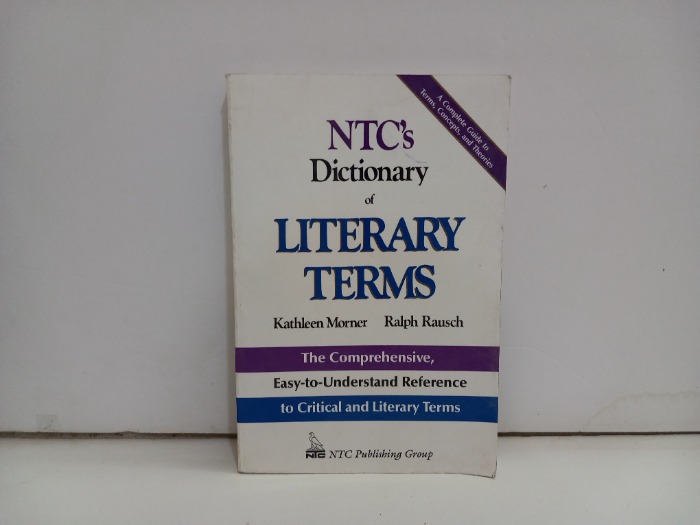 A Complete Guide to
Terms, Concepts, and Theories
NTC's
Dictionary
of
LITERARY
TERMS
Kathleen Morner Ralph Rausch
The Comprehensive,
Easy-to-Understand Reference
to Critical and Literary Terms
NTC NTC Publishing Group